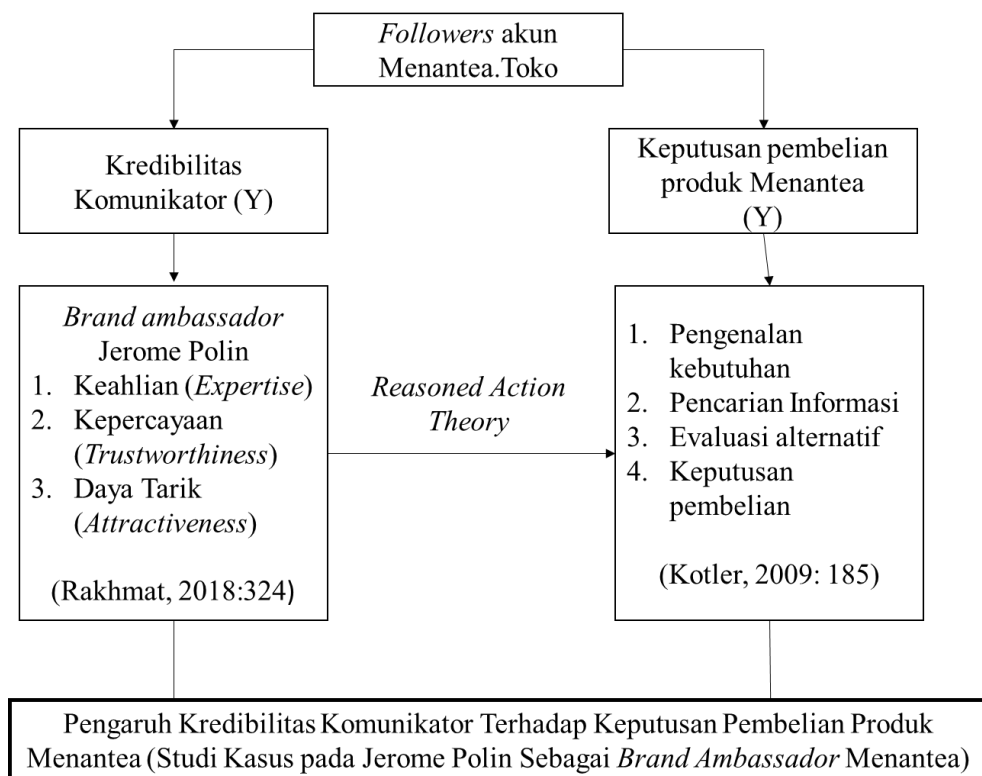 Followers akun
Menantea.Toko
Kredibilitas
Komunikator (Y)
Keputusan pembelian
produk Menantea
(Y)
Brand ambassador
Jerome Polin
1. Keahlian (Expertise)
2. Kepercayaan
(Trustworthiness)
3. Daya Tarik
(Attractiveness)
(Rakhmat, 2018:324)
Reasoned Action
Theory
1. Pengenalan
kebutuhan
2. Pencarian Informasi
3. Evaluasi alternatif
4. Keputusan
pembelian
(Kotler, 2009: 185)
Pengaruh Kredibilitas Komunikator Terhadap Keputusan Pembelian Produk
Menantea (Studi Kasus pada Jerome Polin Sebagai Brand Ambassador Menantea)